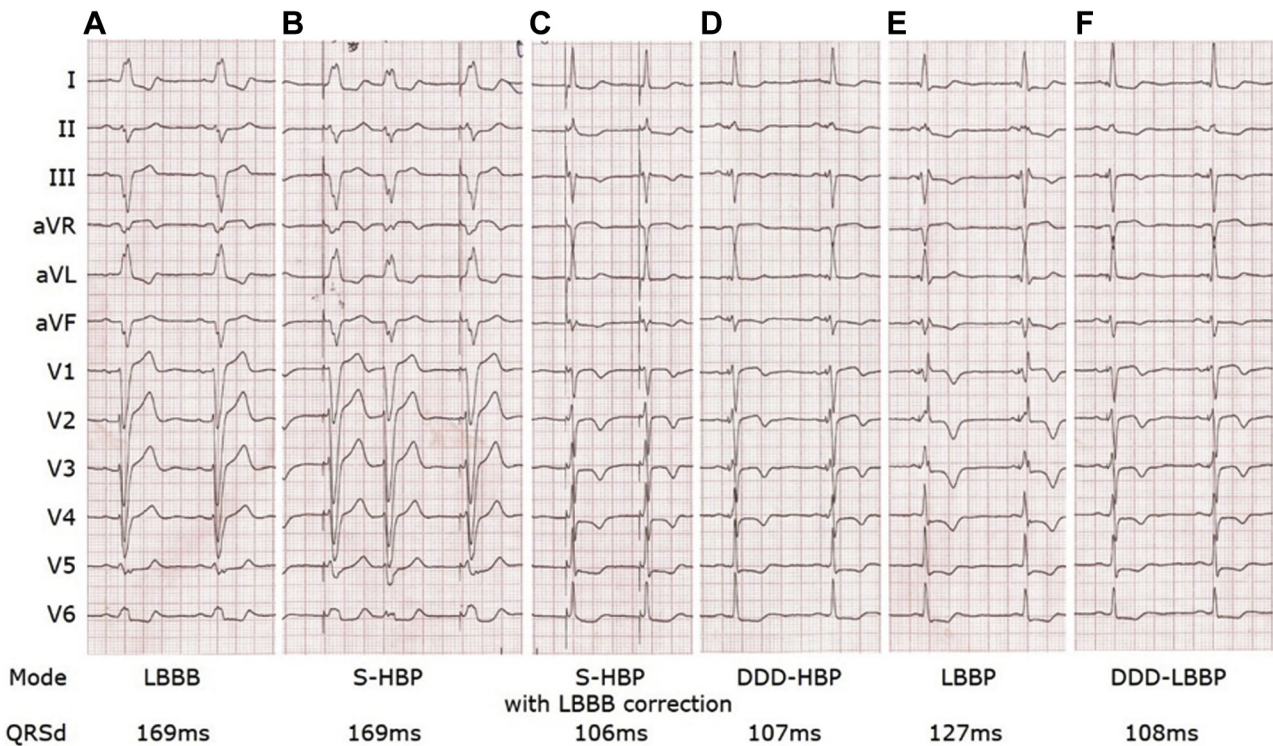 A B C D E F
I
II
III
aVR
aVL
aVF
V1
V2
V3
V4
V5
V6
Mode LBBB S-HBP S-HBP DDD-HBP LBBP DDD-LBBP
with LBBB correction
QRSd 169ms 169ms 106ms 107ms 127ms 108ms